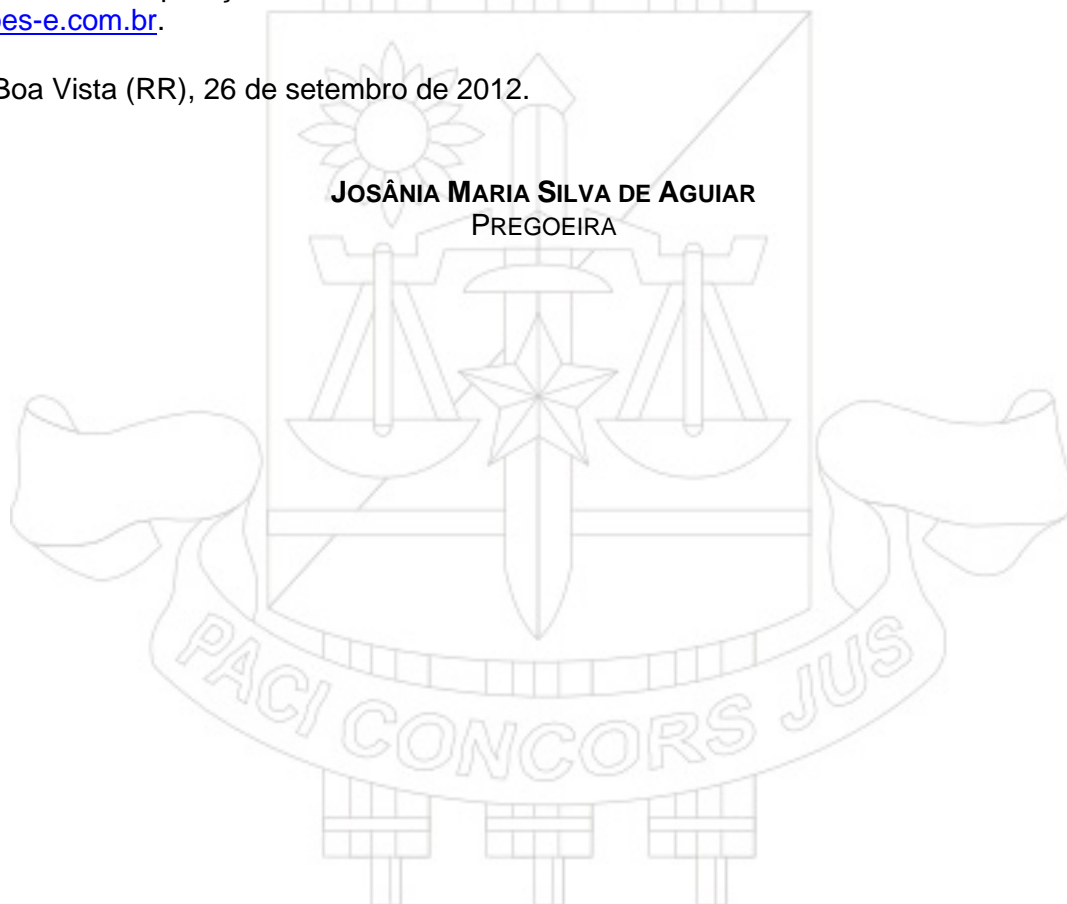 es-e.com.br.
Boa Vista (RR), 26 de setembro de 2012.
JOSÂNIA MARIA SILVA DE AGUIAR
PREGOEIRA
PACI CONCORS JUS